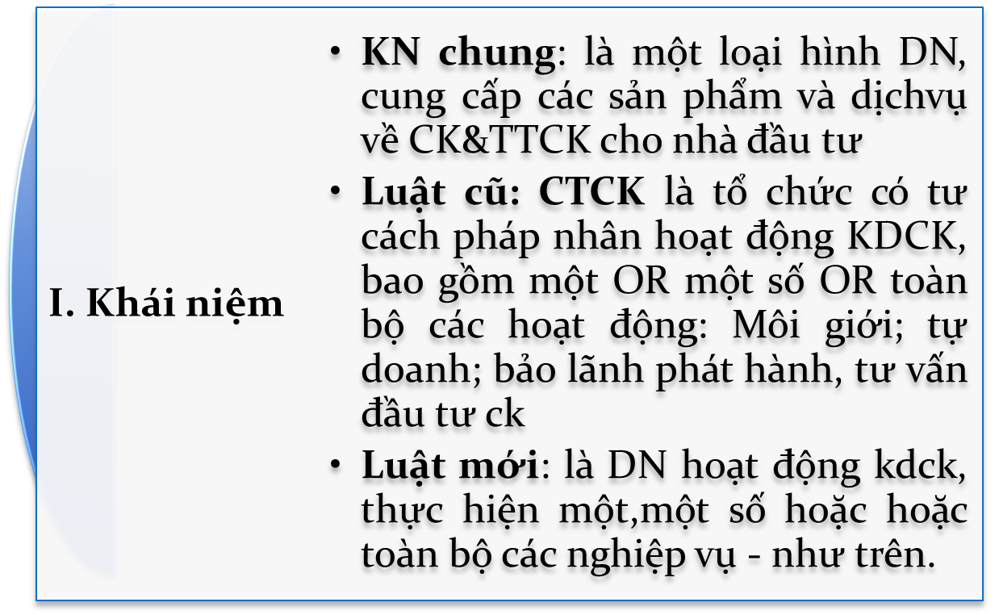 I. Khái niệm
• KN chung: là một loại hình DN,
cung cấp các sản phẩm và dịchvụ
về CK&TTCK cho nhà đầu tư
• Luật cũ: CTCK là tổ chức có tư
cách pháp nhân hoạt động KDCK,
bao gồm một OR một số OR toàn
bộ các hoạt động: Môi giới; tự
doanh; bảo lãnh phát hành, tư vấn
đầu tư ck
• Luật mới: là DN hoạt động kdck,
thực hiện một,một số hoặc hoặc
toàn bộ các nghiệp vụ - như trên.